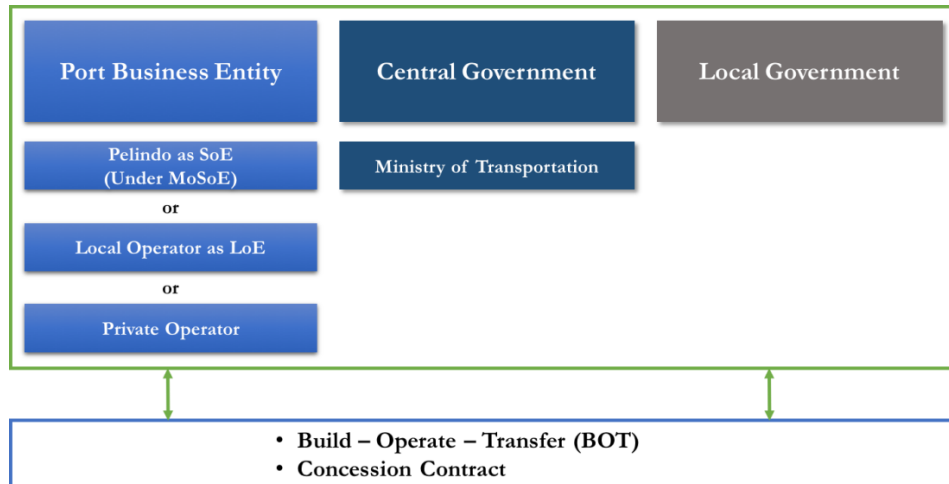 Port Business Entity
Central Government
Local Government
Pelindo as SoE
(Under MoSoE)
Ministry of Transportation
or
Local Operator as LoE
or
Private Operator
• Build – Operate – Transfer (BOT)
• Concession Contract